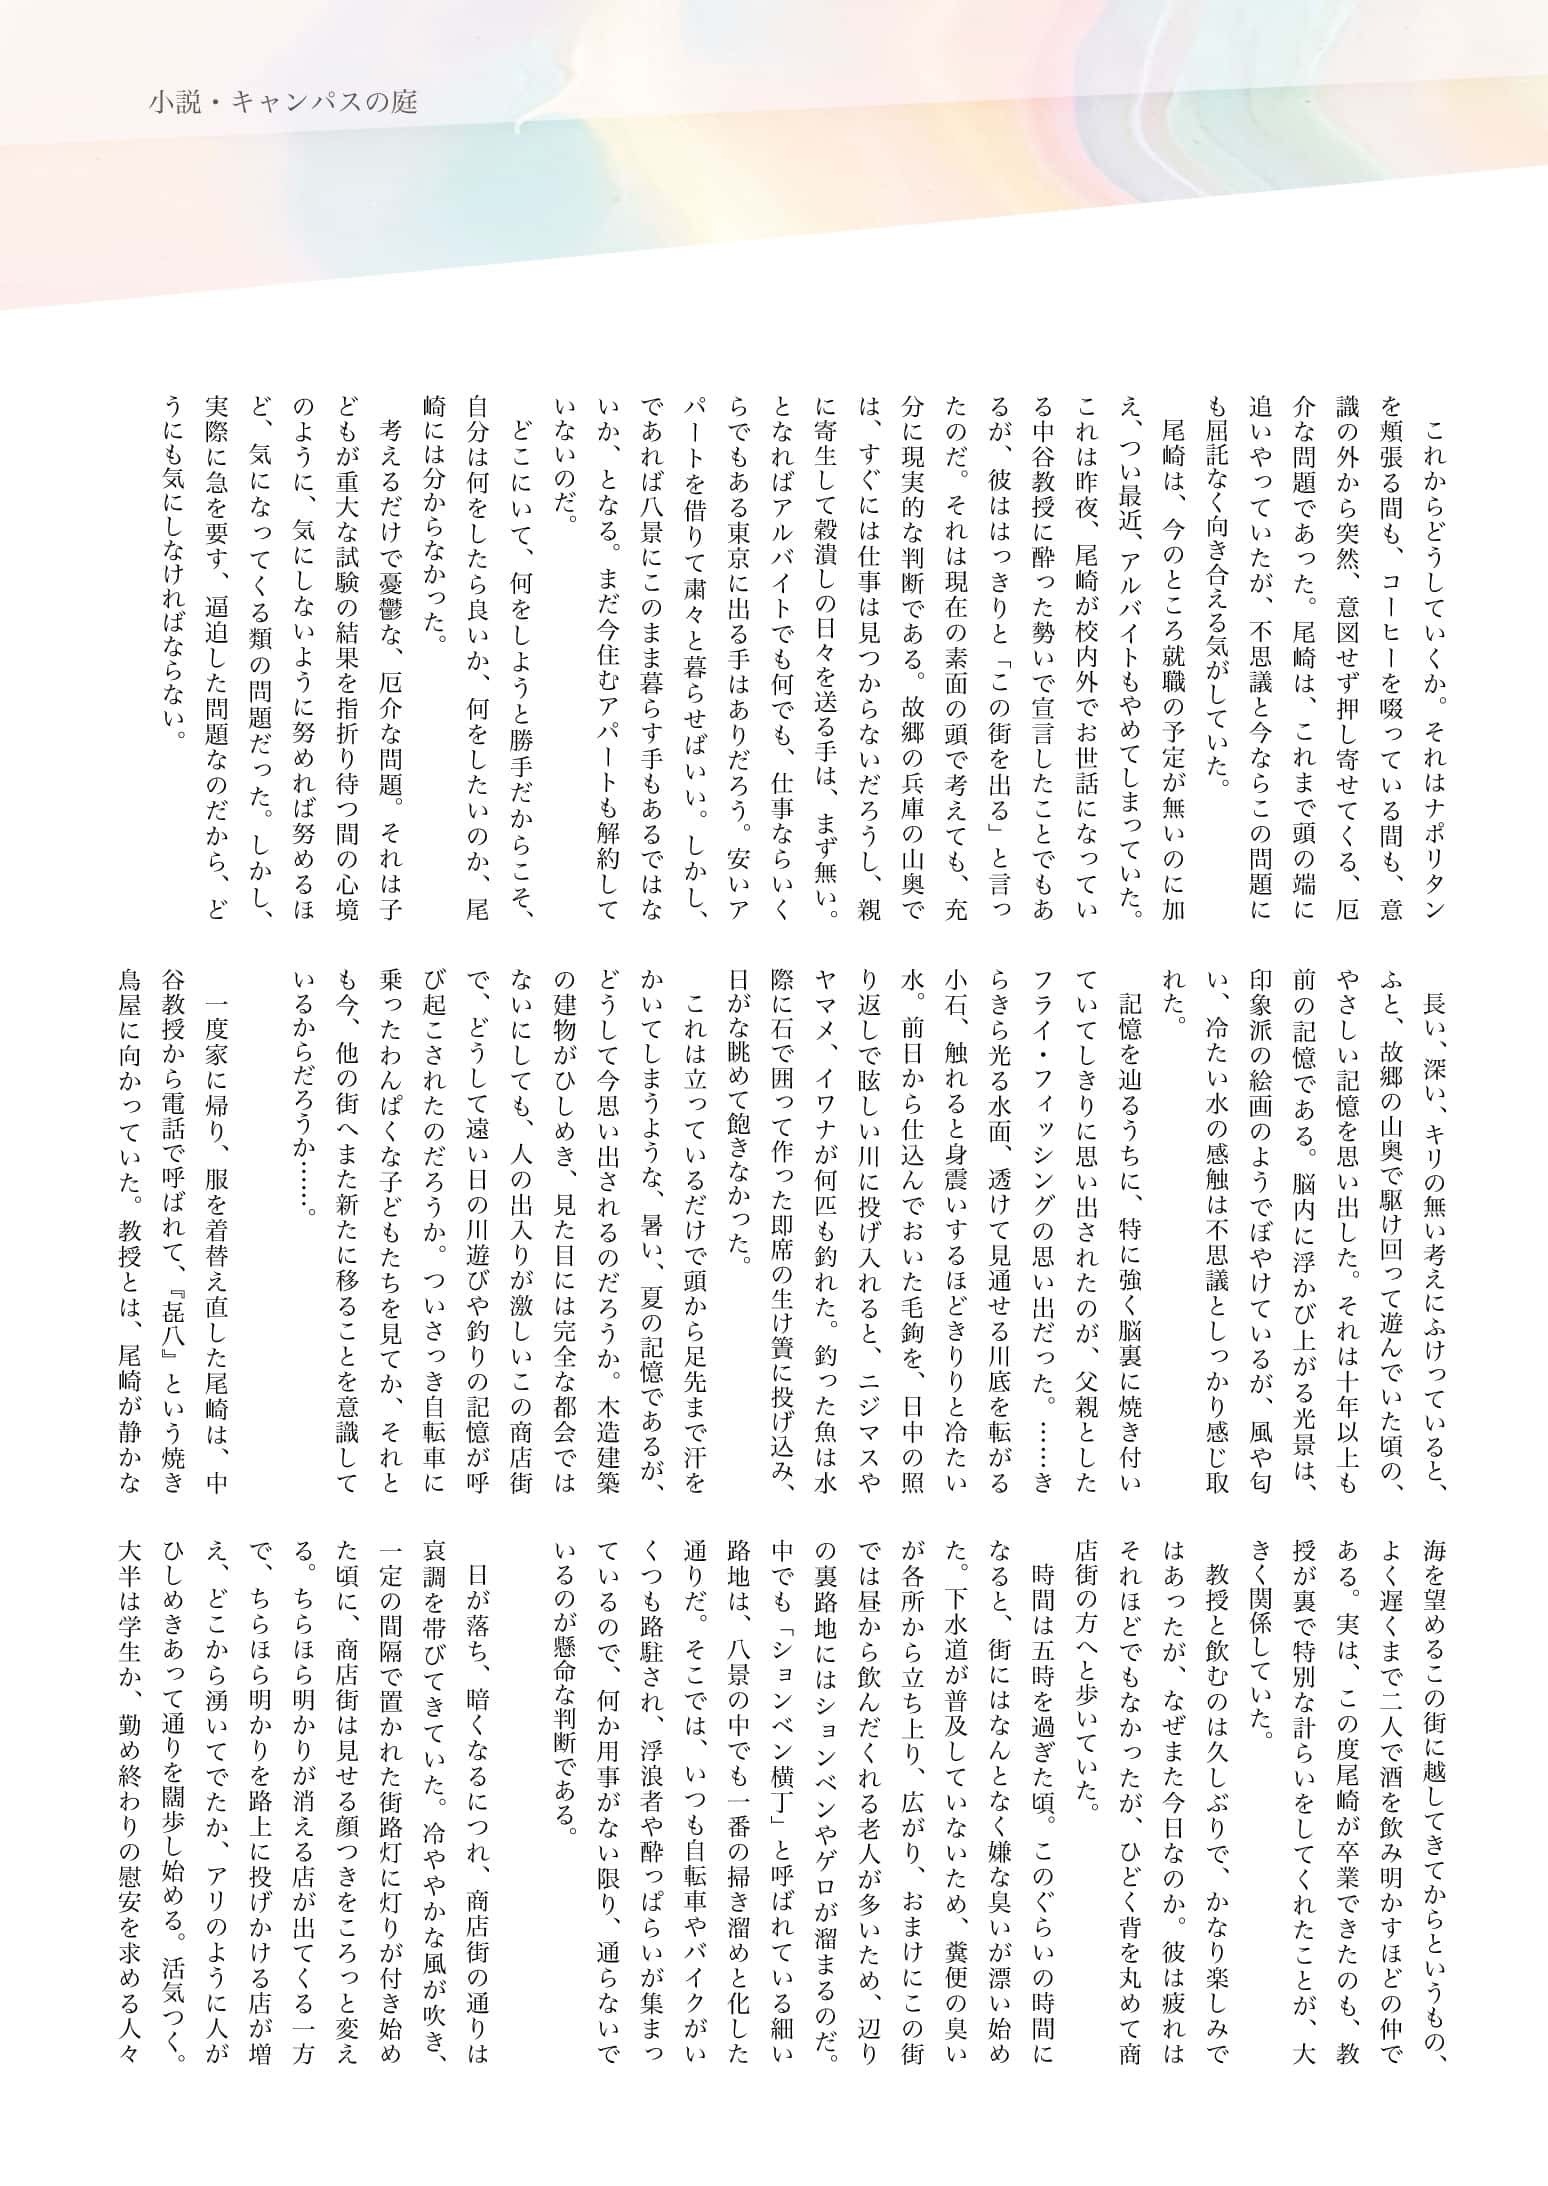 小説・キャンパスの庭
これからどうしていくか。それはナポリタン
を頬張る間も、コーヒーを啜っている間も、意
識の外から突然、意図せず押し寄せてくる、厄
介な問題であった。尾崎は、これまで頭の端に
追いやっていたが、不思議と今ならこの問題に
も屈託なく向き合える気がしていた。
尾崎は、今のところ就職の予定が無いのに加
え、つい最近、アルバイトもやめてしまっていた。
これは昨夜、尾崎が校内外でお世話になってい
る中谷教授に酔った勢いで宣言したことでもあ
るが、彼ははっきりと「この街を出る」と言っ
たのだ。それは現在の素面の頭で考えても、充
分に現実的な判断である。故郷の兵庫の山奥で
は、すぐには仕事は見つからないだろうし、親
に寄生して穀潰しの日々を送る手は、まず無い。
となればアルバイトでも何でも、仕事ならいく
らでもある東京に出る手はありだろう。安いア
パートを借りて粛々と暮らせばいい。しかし、
であれば八景にこのまま暮らす手もあるではな
いか、となる。まだ今住むアパートも解約して
いないのだ。
どこにいて、何をしようと勝手だからこそ、
自分は何をしたら良いか、何をしたいのか、尾
崎には分からなかった。
考えるだけで憂鬱な、厄介な問題。それは子
どもが重大な試験の結果を指折り待つ間の心境
のように、気にしないように努めれば努めるほ
ど、気になってくる類の問題だった。しかし、
実際に急を要す、逼迫した問題なのだから、ど
うにも気にしなければならない。
長い、深い、キリの無い考えにふけっていると、
ふと、故郷の山奥で駆け回って遊んでいた頃の、
やさしい記憶を思い出した。それは十年以上も
前の記憶である。脳内に浮かび上がる光景は、
印象派の絵画のようでぼやけているが、風や匂
い、冷たい水の感触は不思議としっかり感じ取
れた。
記憶を辿るうちに、特に強く脳裏に焼き付い
ていてしきりに思い出されたのが、父親とした
フライ・フィッシングの思い出だった。……き
らきら光る水面、透けて見通せる川底を転がる
小石、触れると身震いするほどきりりと冷たい
水。前日から仕込んでおいた毛鉤を、日中の照
り返しで眩しい川に投げ入れると、ニジマスや
ヤマメ、イワナが何匹も釣れた。釣った魚は水
際に石で囲って作った即席の生け簀に投げ込み、
日がな眺めて飽きなかった。
これは立っているだけで頭から足先まで汗を
かいてしまうような、暑い、夏の記憶であるが、
どうして今思い出されるのだろうか。木造建築
の建物がひしめき、見た目には完全な都会では
ないにしても、人の出入りが激しいこの商店街
で、どうして遠い日の川遊びや釣りの記憶が呼
び起こされたのだろうか。ついさっき自転車に
乗ったわんぱくな子どもたちを見てか、それと
も今、他の街へまた新たに移ることを意識して
いるからだろうか……。
一度家に帰り、服を着替え直した尾崎は、中
谷教授から電話で呼ばれて、『㐂八』という焼き
鳥屋に向かっていた。教授とは、尾崎が静かな
海を望めるこの街に越してきてからというもの、
よく遅くまで二人で酒を飲み明かすほどの仲で
ある。実は、この度尾崎が卒業できたのも、教
授が裏で特別な計らいをしてくれたことが、大
きく関係していた。
教授と飲むのは久しぶりで、かなり楽しみで
はあったが、なぜまた今日なのか。彼は疲れは
それほどでもなかったが、ひどく背を丸めて商
店街の方へと歩いていた。
時間は五時を過ぎた頃。このぐらいの時間に
なると、街にはなんとなく嫌な臭いが漂い始め
た。下水道が普及していないため、糞便の臭い
が各所から立ち上り、広がり、おまけにこの街
では昼から飲んだくれる老人が多いため、辺り
の裏路地にはションベンやゲロが溜まるのだ。
中でも「ションベン横丁」と呼ばれている細い
路地は、八景の中でも一番の掃き溜めと化した
通りだ。そこでは、いつも自転車やバイクがい
くつも路駐され、浮浪者や酔っぱらいが集まっ
ているので、何か用事がない限り、通らないで
いるのが懸命な判断である。
日が落ち、暗くなるにつれ、商店街の通りは
哀調を帯びてきていた。冷ややかな風が吹き、
一定の間隔で置かれた街路灯に灯りが付き始め
た頃に、商店街は見せる顔つきをころっと変え
る。ちらほら明かりが消える店が出てくる一方
で、ちらほら明かりを路上に投げかける店が増
え、どこから湧いてでたか、アリのように人が
ひしめきあって通りを闊歩し始める。活気つく。
大半は学生か、勤め終わりの慰安を求める人々